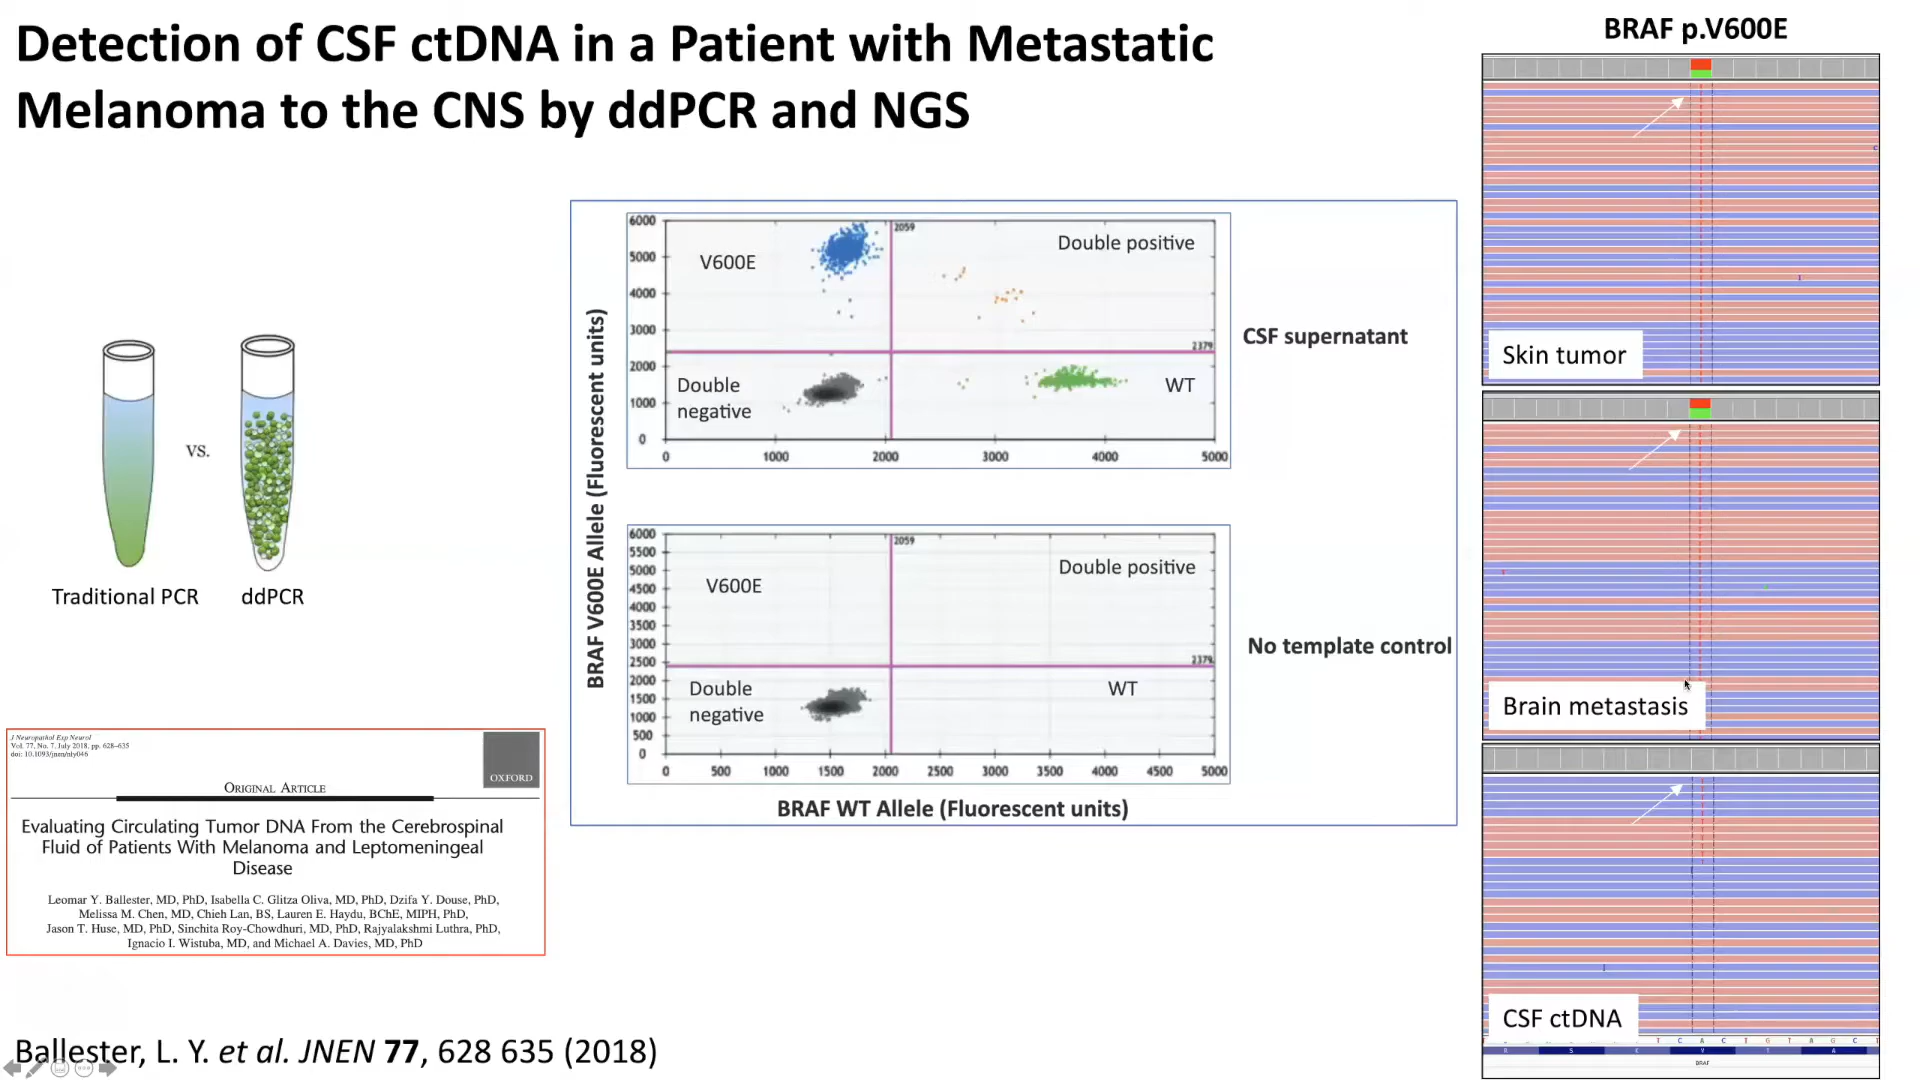 Detection of CSF ctDNA in a Patient with Metastatic
Melanoma to the CNS by ddPCR and NGS
BRAF p.V600E
Traditional PCR
vs.
ddPCR
BRAF V600E Allele (Fluorescent units)
6000
5000
4000
3000
2000
1000
0
0 1000 2000 3000 4000 5000
2059
2379
V600E
Double positive
Double
negative
WT
CSF supernatant
6000
5500
5000
4500
4000
3500
3000
2500
2000
1500
1000
500
0
0 500 1000 1500 2000 2500 3000 3500 4000 4500 5000
2059
2379
V600E
Double positive
Double
negative
WT
No template control
BRAF WT Allele (Fluorescent units)
Skin tumor
Brain metastasis
CSF ctDNA
T C A C T G T A G C T
BRAF
J Neuropathol Exp Neurol
Vol. 77, No. 7, July 2018, pp. 628–635
doi: 10.1093/jnen/nly046
OXFORD
ORIGINAL ARTICLE
Evaluating Circulating Tumor DNA From the Cerebrospinal
Fluid of Patients With Melanoma and Leptomeningeal
Disease
Leomar Y. Ballester, MD, PhD, Isabella C. Glitza Oliva, MD, PhD, Dzifa Y. Douse, PhD,
Melissa M. Chen, MD, Chieh Lan, BS, Lauren E. Haydu, BChE, MIPH, PhD,
Jason T. Huse, MD, PhD, Sinchita Roy-Chowdhuri, MD, PhD, Rajyalakshmi Luthra, PhD,
Ignacio I. Wistuba, MD, and Michael A. Davies, MD, PhD
Ballester, L. Y. et al. JNEN 77, 628 635 (2018)